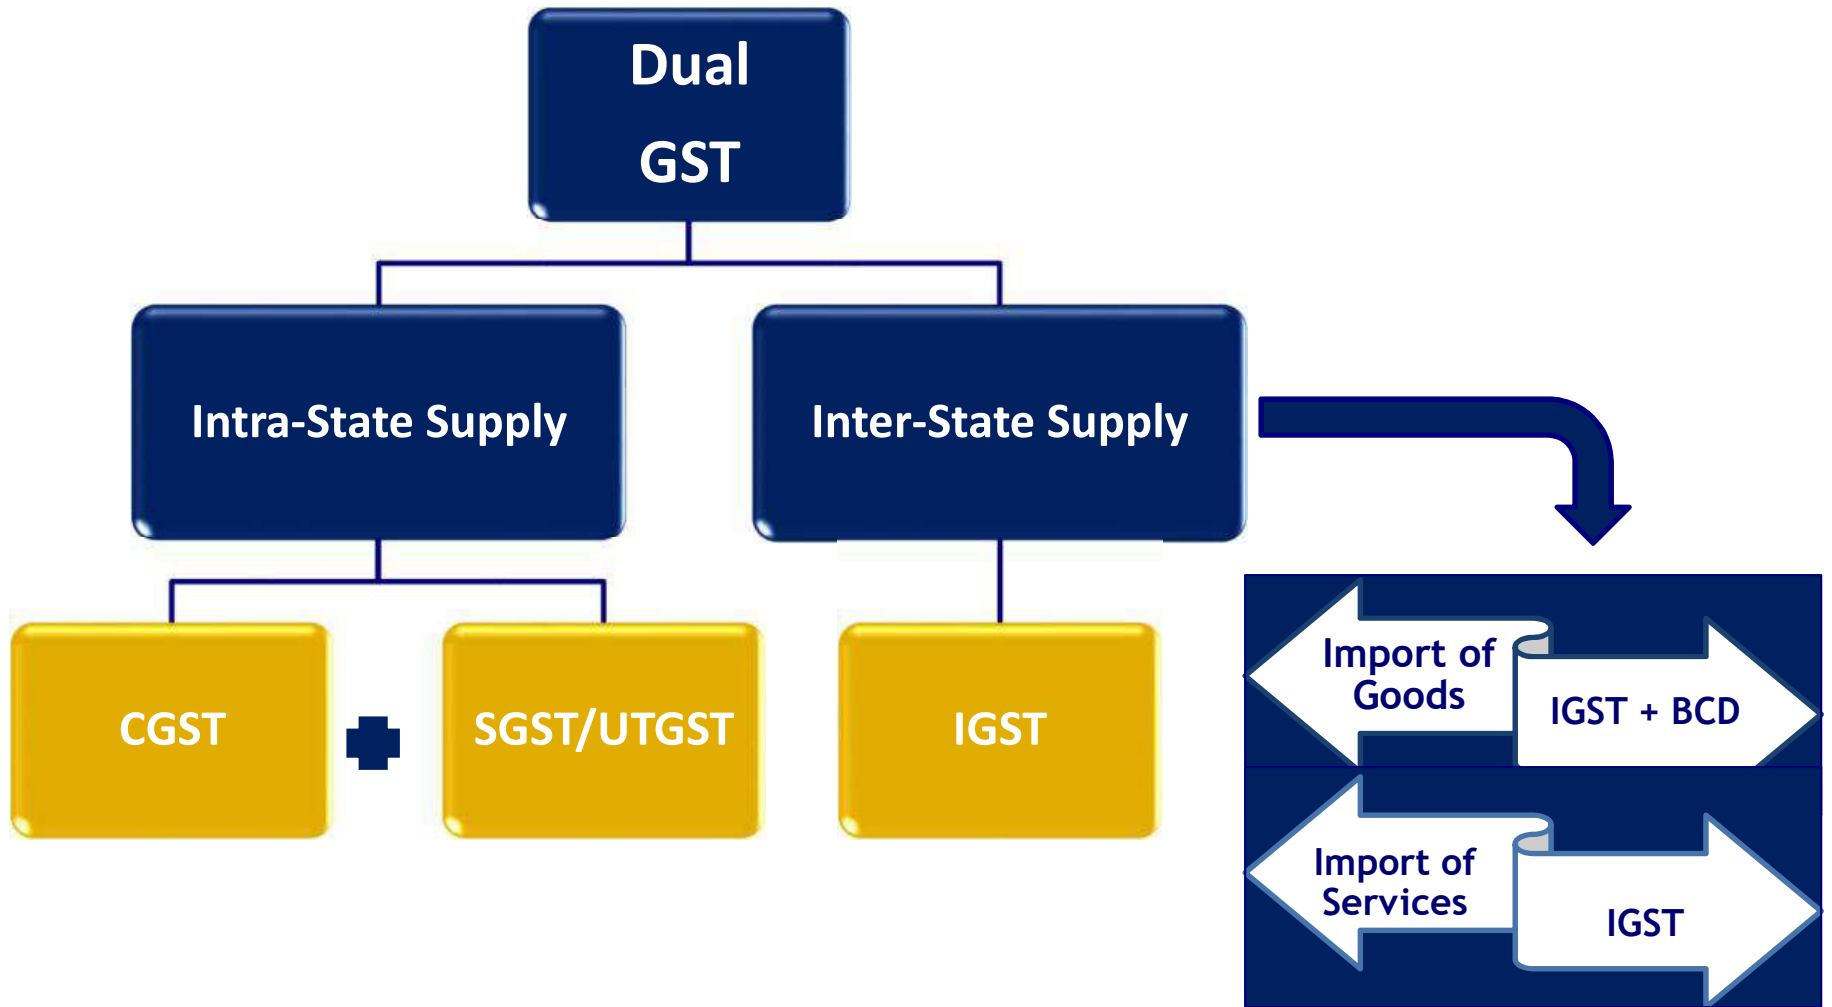 Dual
GST
Intra-State Supply
Inter-State Supply
CGST
SGST/UTGST
IGST
Import of
Goods
IGST + BCD
Import of
Services
IGST